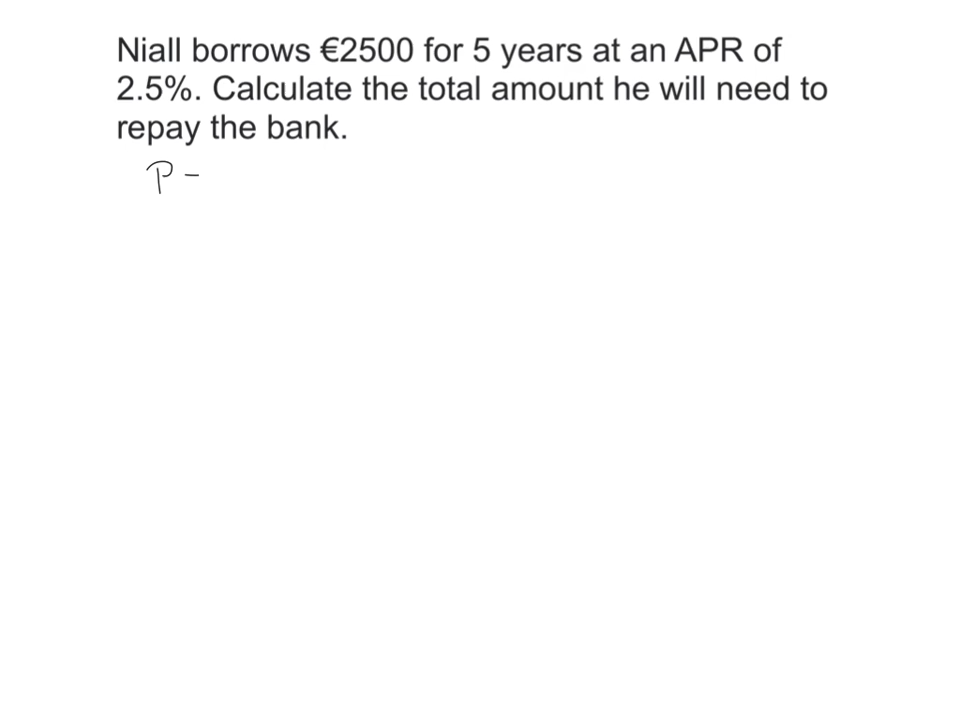 Niall borrows €2500 for 5 years at an APR of
2.5%. Calculate the total amount he will need to
repay the bank.
P -